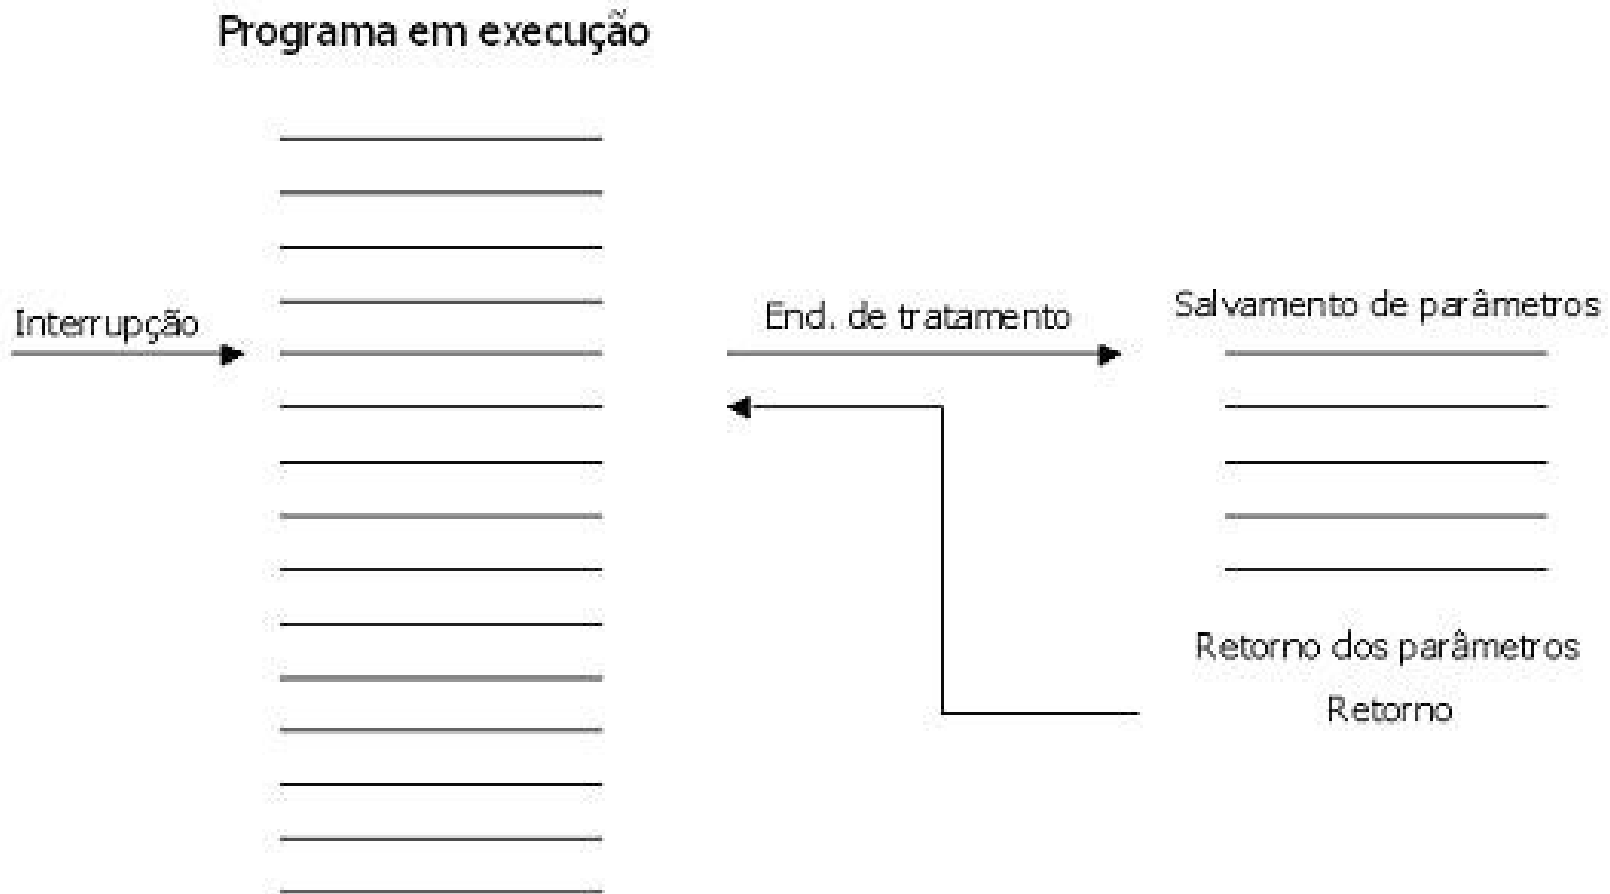 Programa em execução
Interrupção
End. de tratamento
Salvamento de parâmetros
Retorno dos parâmetros
Retorno